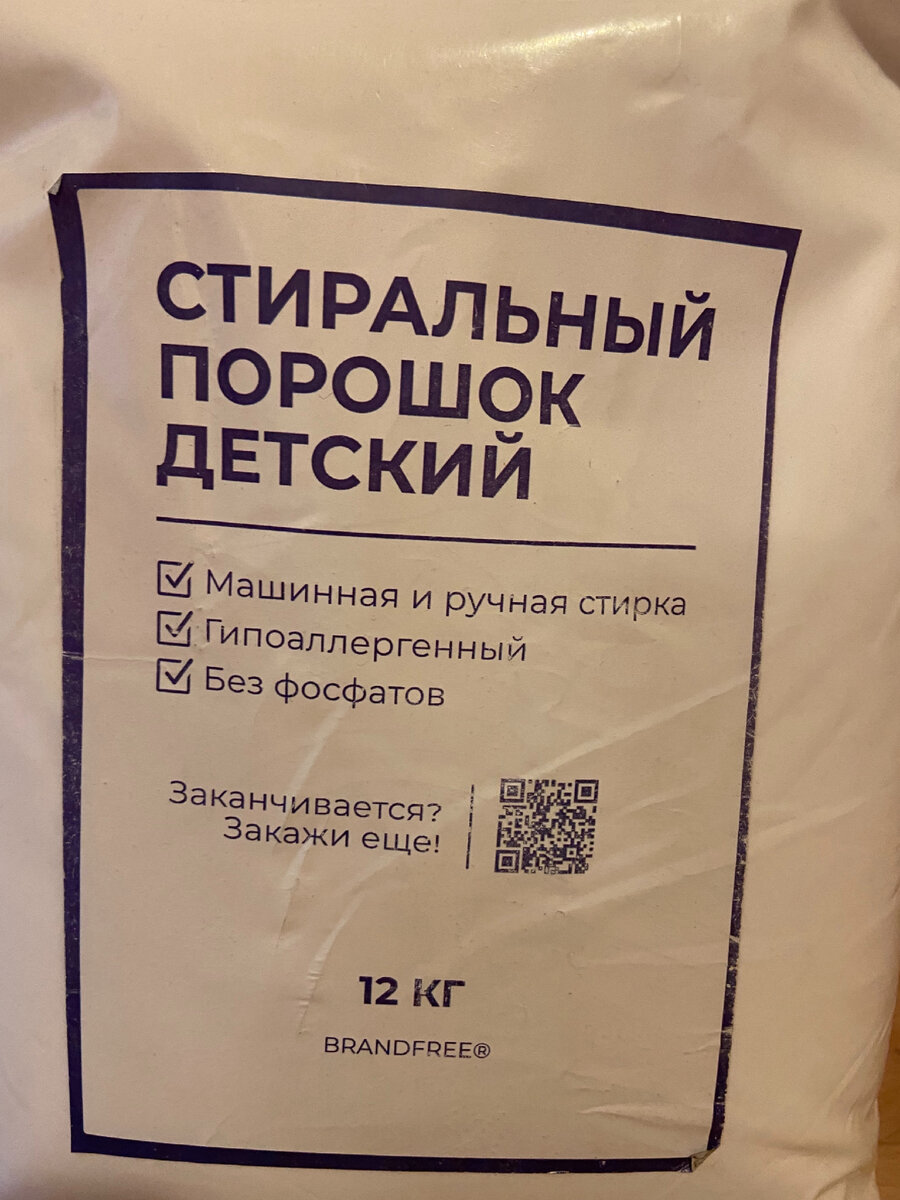 СТИРАЛЬНЫЙ
ПОРОШОК
ДЕТСКИЙ
Машинная и ручная стирка
Гипоаллергенный
Без фосфатов
Заканчивается?
Закажи еще!
12 КГ
BRANDFREE®